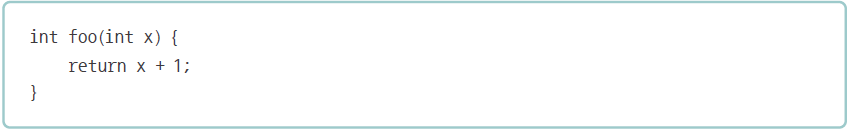 int foo(int x) {
    return x + 1;
}